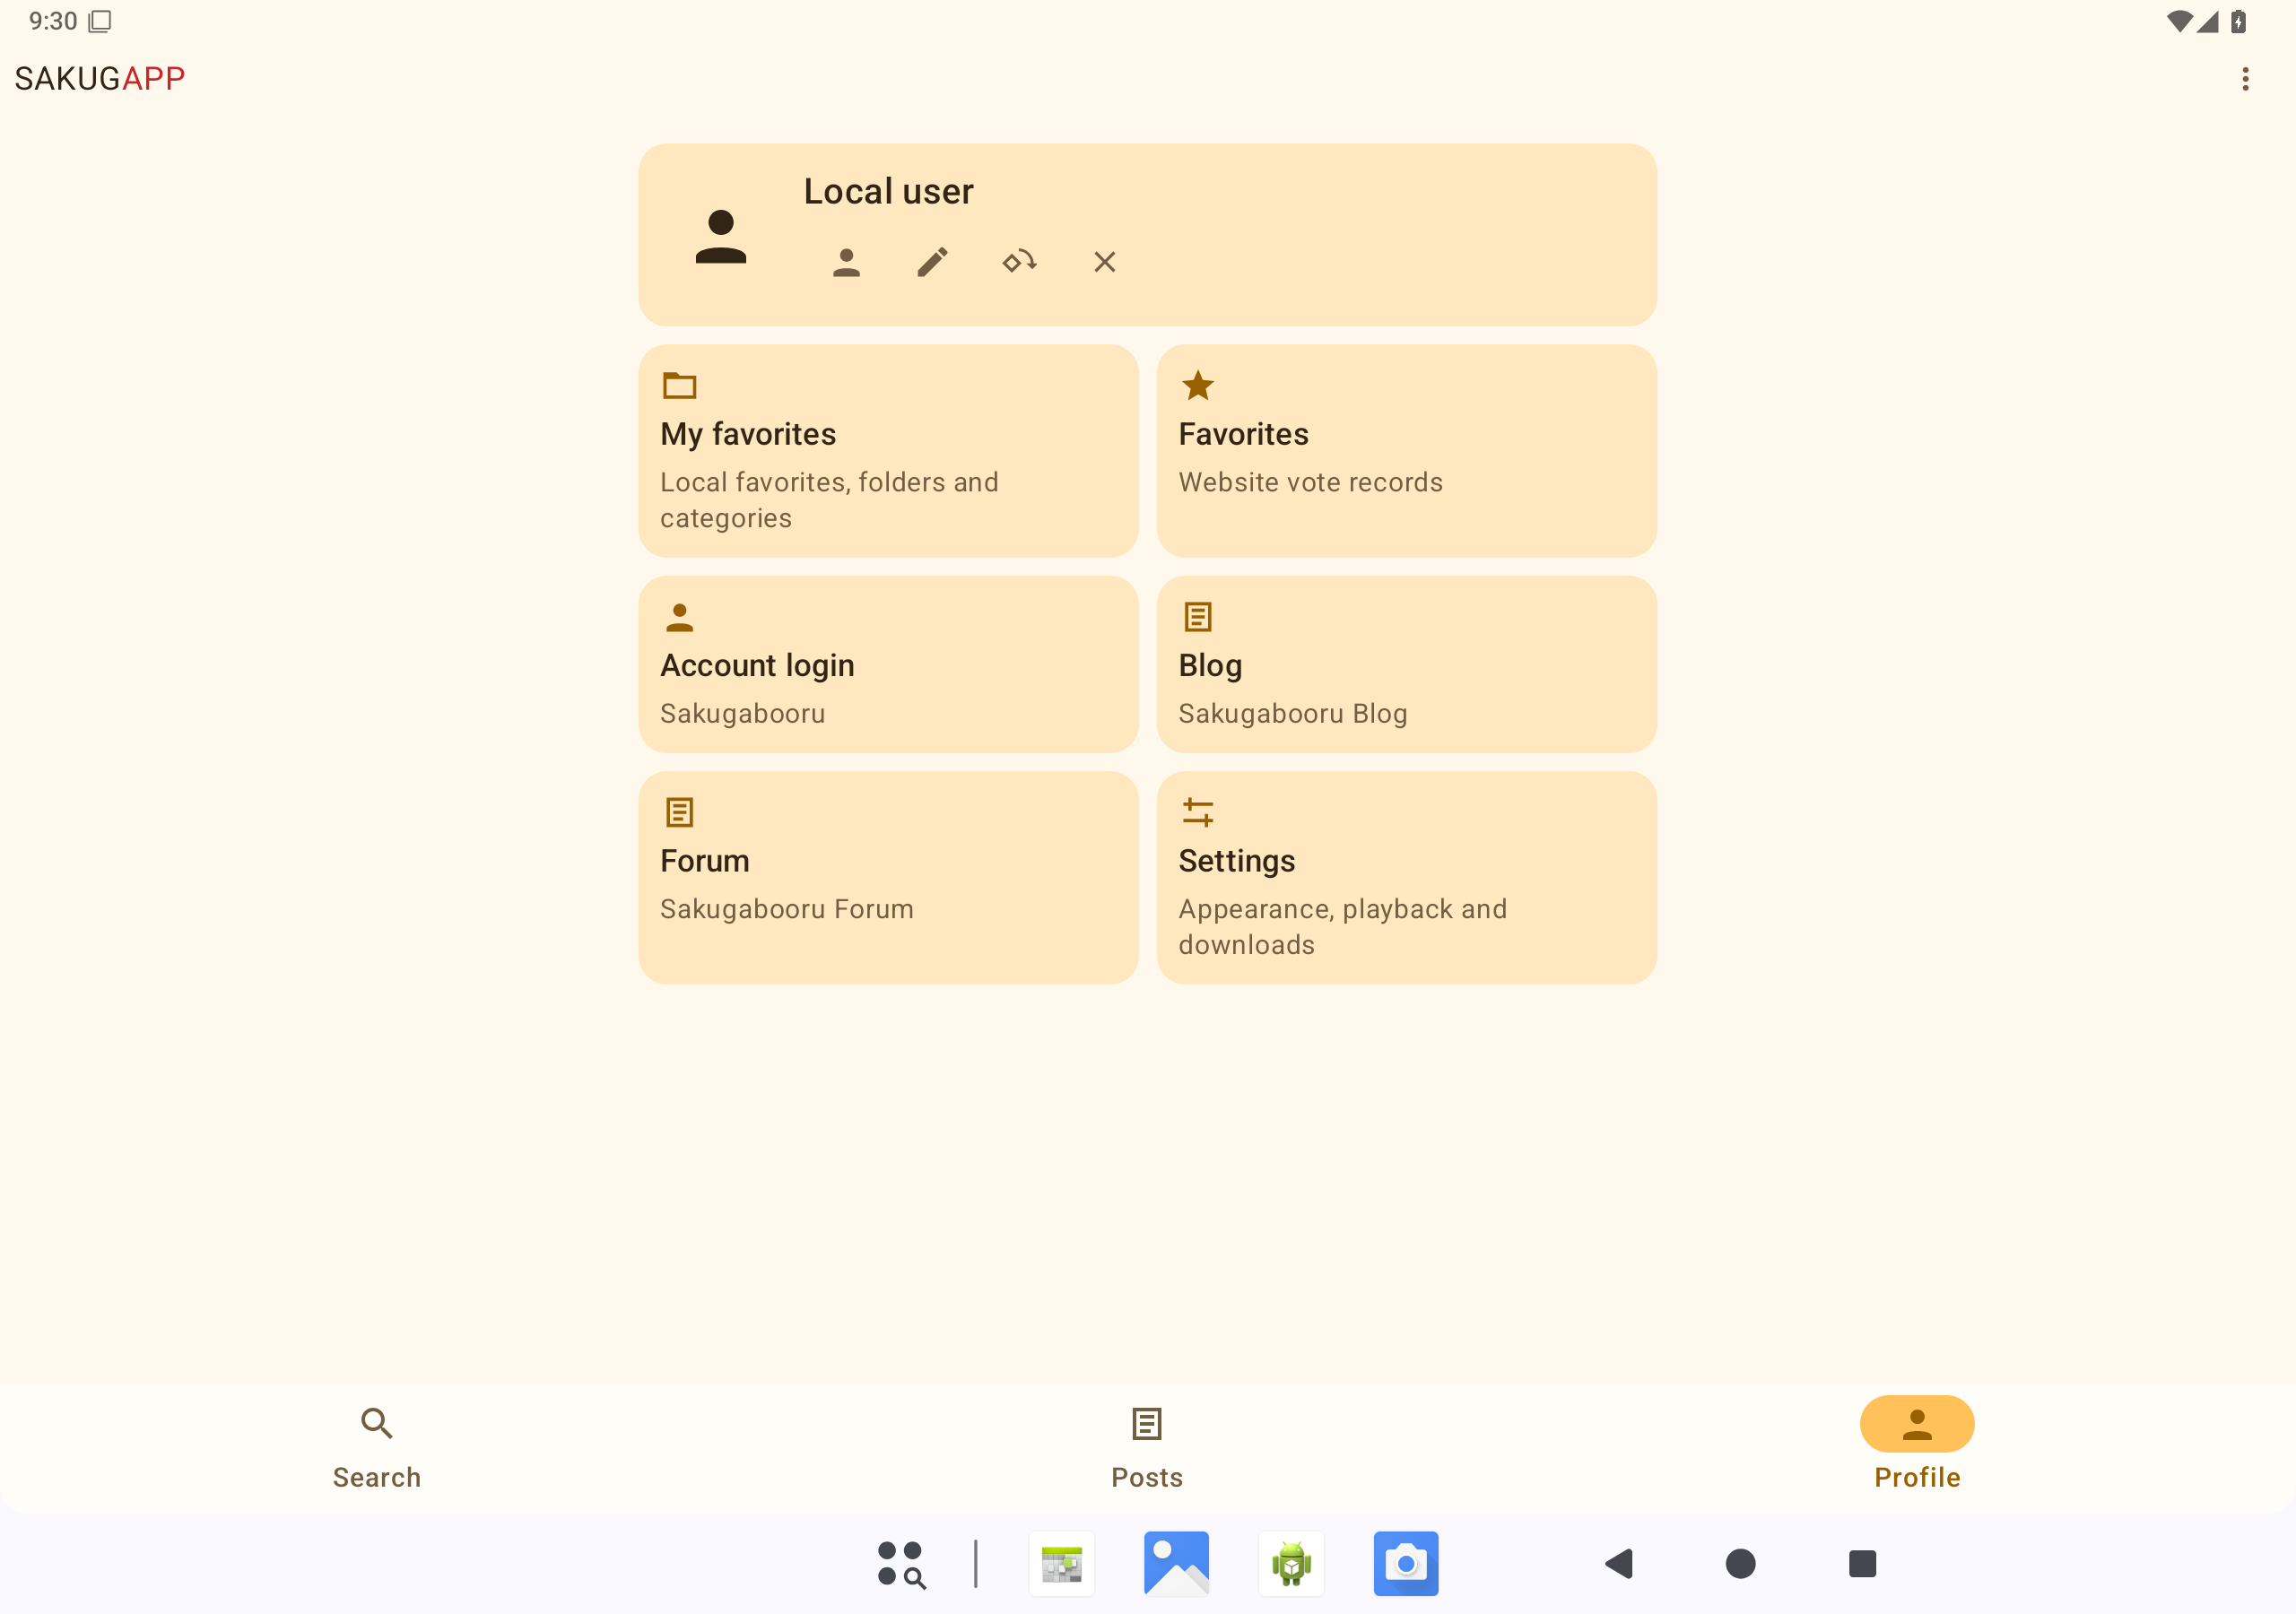 9:30
SAKUGAPP
Local user
My favorites
Local favorites, folders and
categories
Favorites
Website vote records
Account login
Sakugabooru
Blog
Sakugabooru Blog
Forum
Sakugabooru Forum
Settings
Appearance, playback and
downloads
Search
Posts
Profile